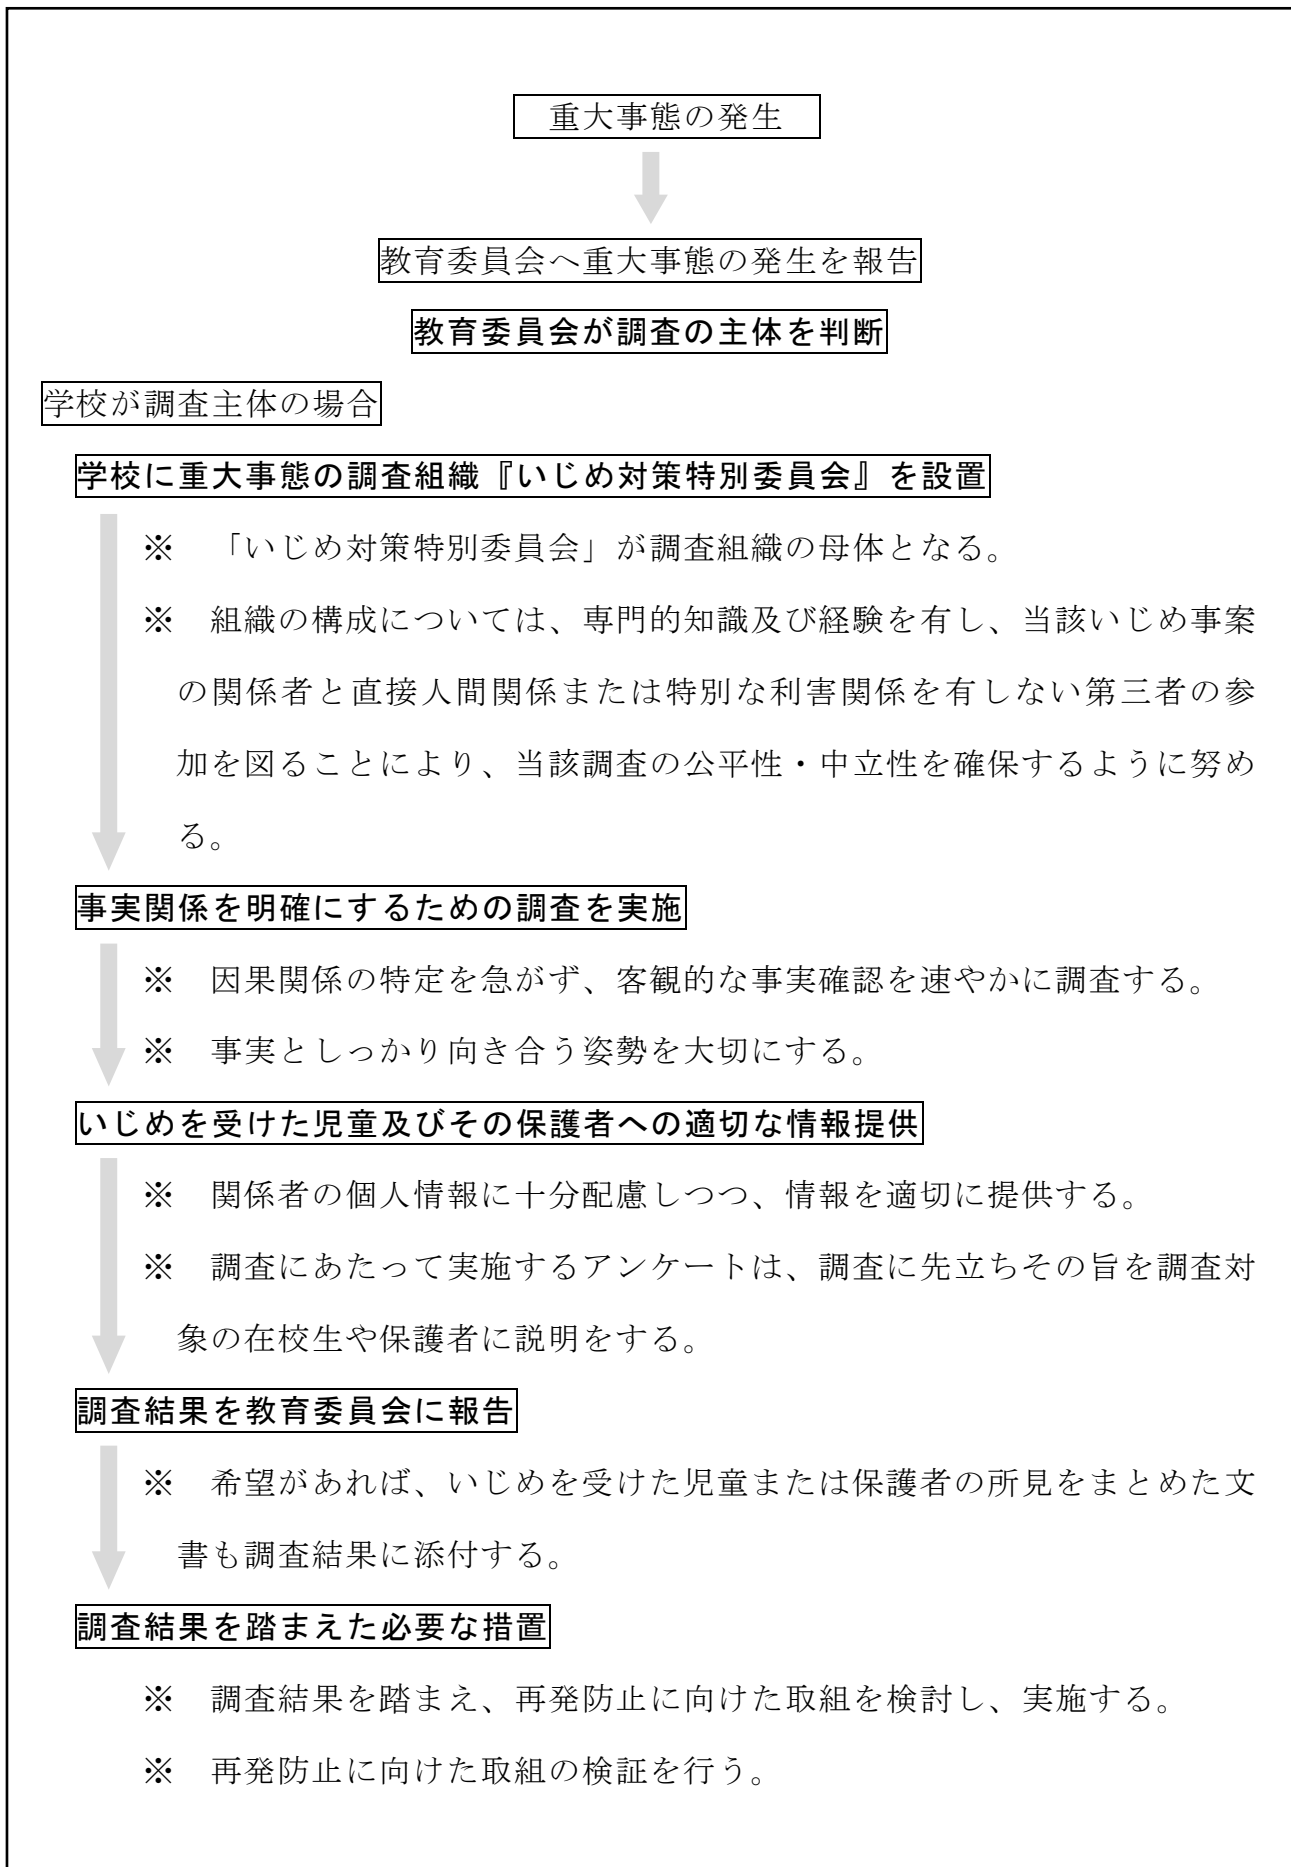 重大事態の発生
教育委員会へ重大事態の発生を報告
教育委員会が調査の主体を判断
学校が調査主体の場合
学校に重大事態の調査組織『いじめ対策特別委員会』を設置
※　「いじめ対策特別委員会」が調査組織の母体となる。
※　組織の構成については、専門的知識及び経験を有し、当該いじめ事案
の関係者と直接人間関係または特別な利害関係を有しない第三者の参
加を図ることにより、当該調査の公平性・中立性を確保するように努め
る。
事実関係を明確にするための調査を実施
※　因果関係の特定を急がず、客観的な事実確認を速やかに調査する。
※　事実としっかり向き合う姿勢を大切にする。
いじめを受けた児童及びその保護者への適切な情報提供
※　関係者の個人情報に十分配慮しつつ、情報を適切に提供する。
※　調査にあたって実施するアンケートは、調査に先立ちその旨を調査対
象の在校生や保護者に説明をする。
調査結果を教育委員会に報告
※　希望があれば、いじめを受けた児童または保護者の所見をまとめた文
書も調査結果に添付する。
調査結果を踏まえた必要な措置
※　調査結果を踏まえ、再発防止に向けた取組を検討し、実施する。
※　再発防止に向けた取組の検証を行う。